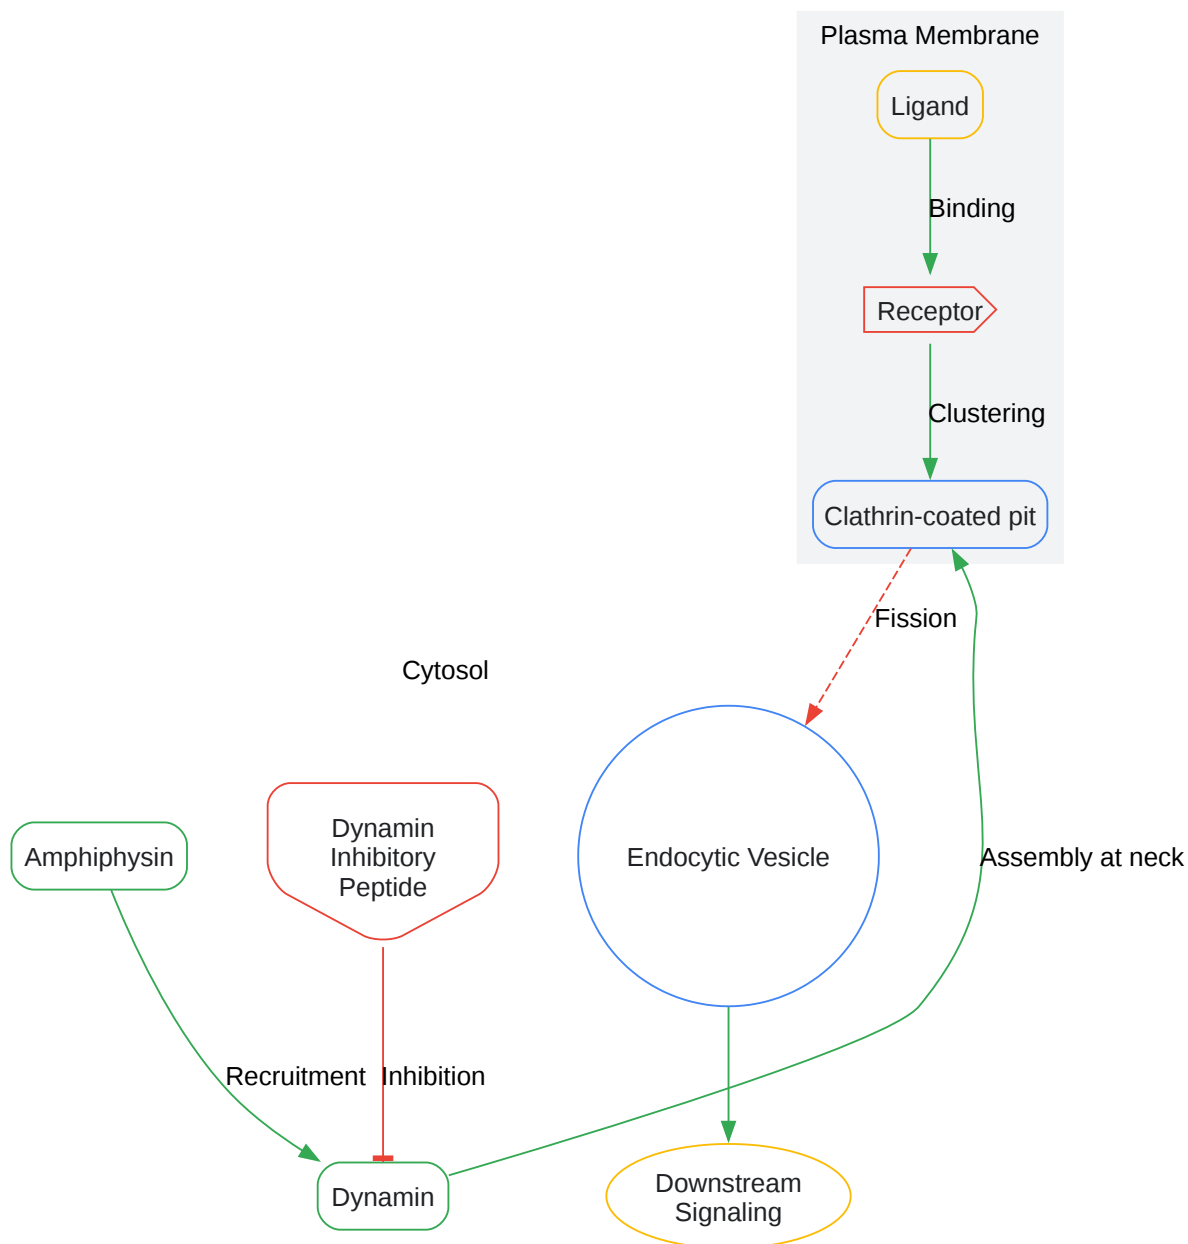 Plasma Membrane
Ligand
Binding
Receptor
Clustering
Clathrin-coated pit
Fission
Cytosol
Dynamin
Inhibitory
Peptide
Amphiphysin
Endocytic Vesicle
Assembly at neck
Recruitment
Inhibition
Dynamin
Downstream
Signaling